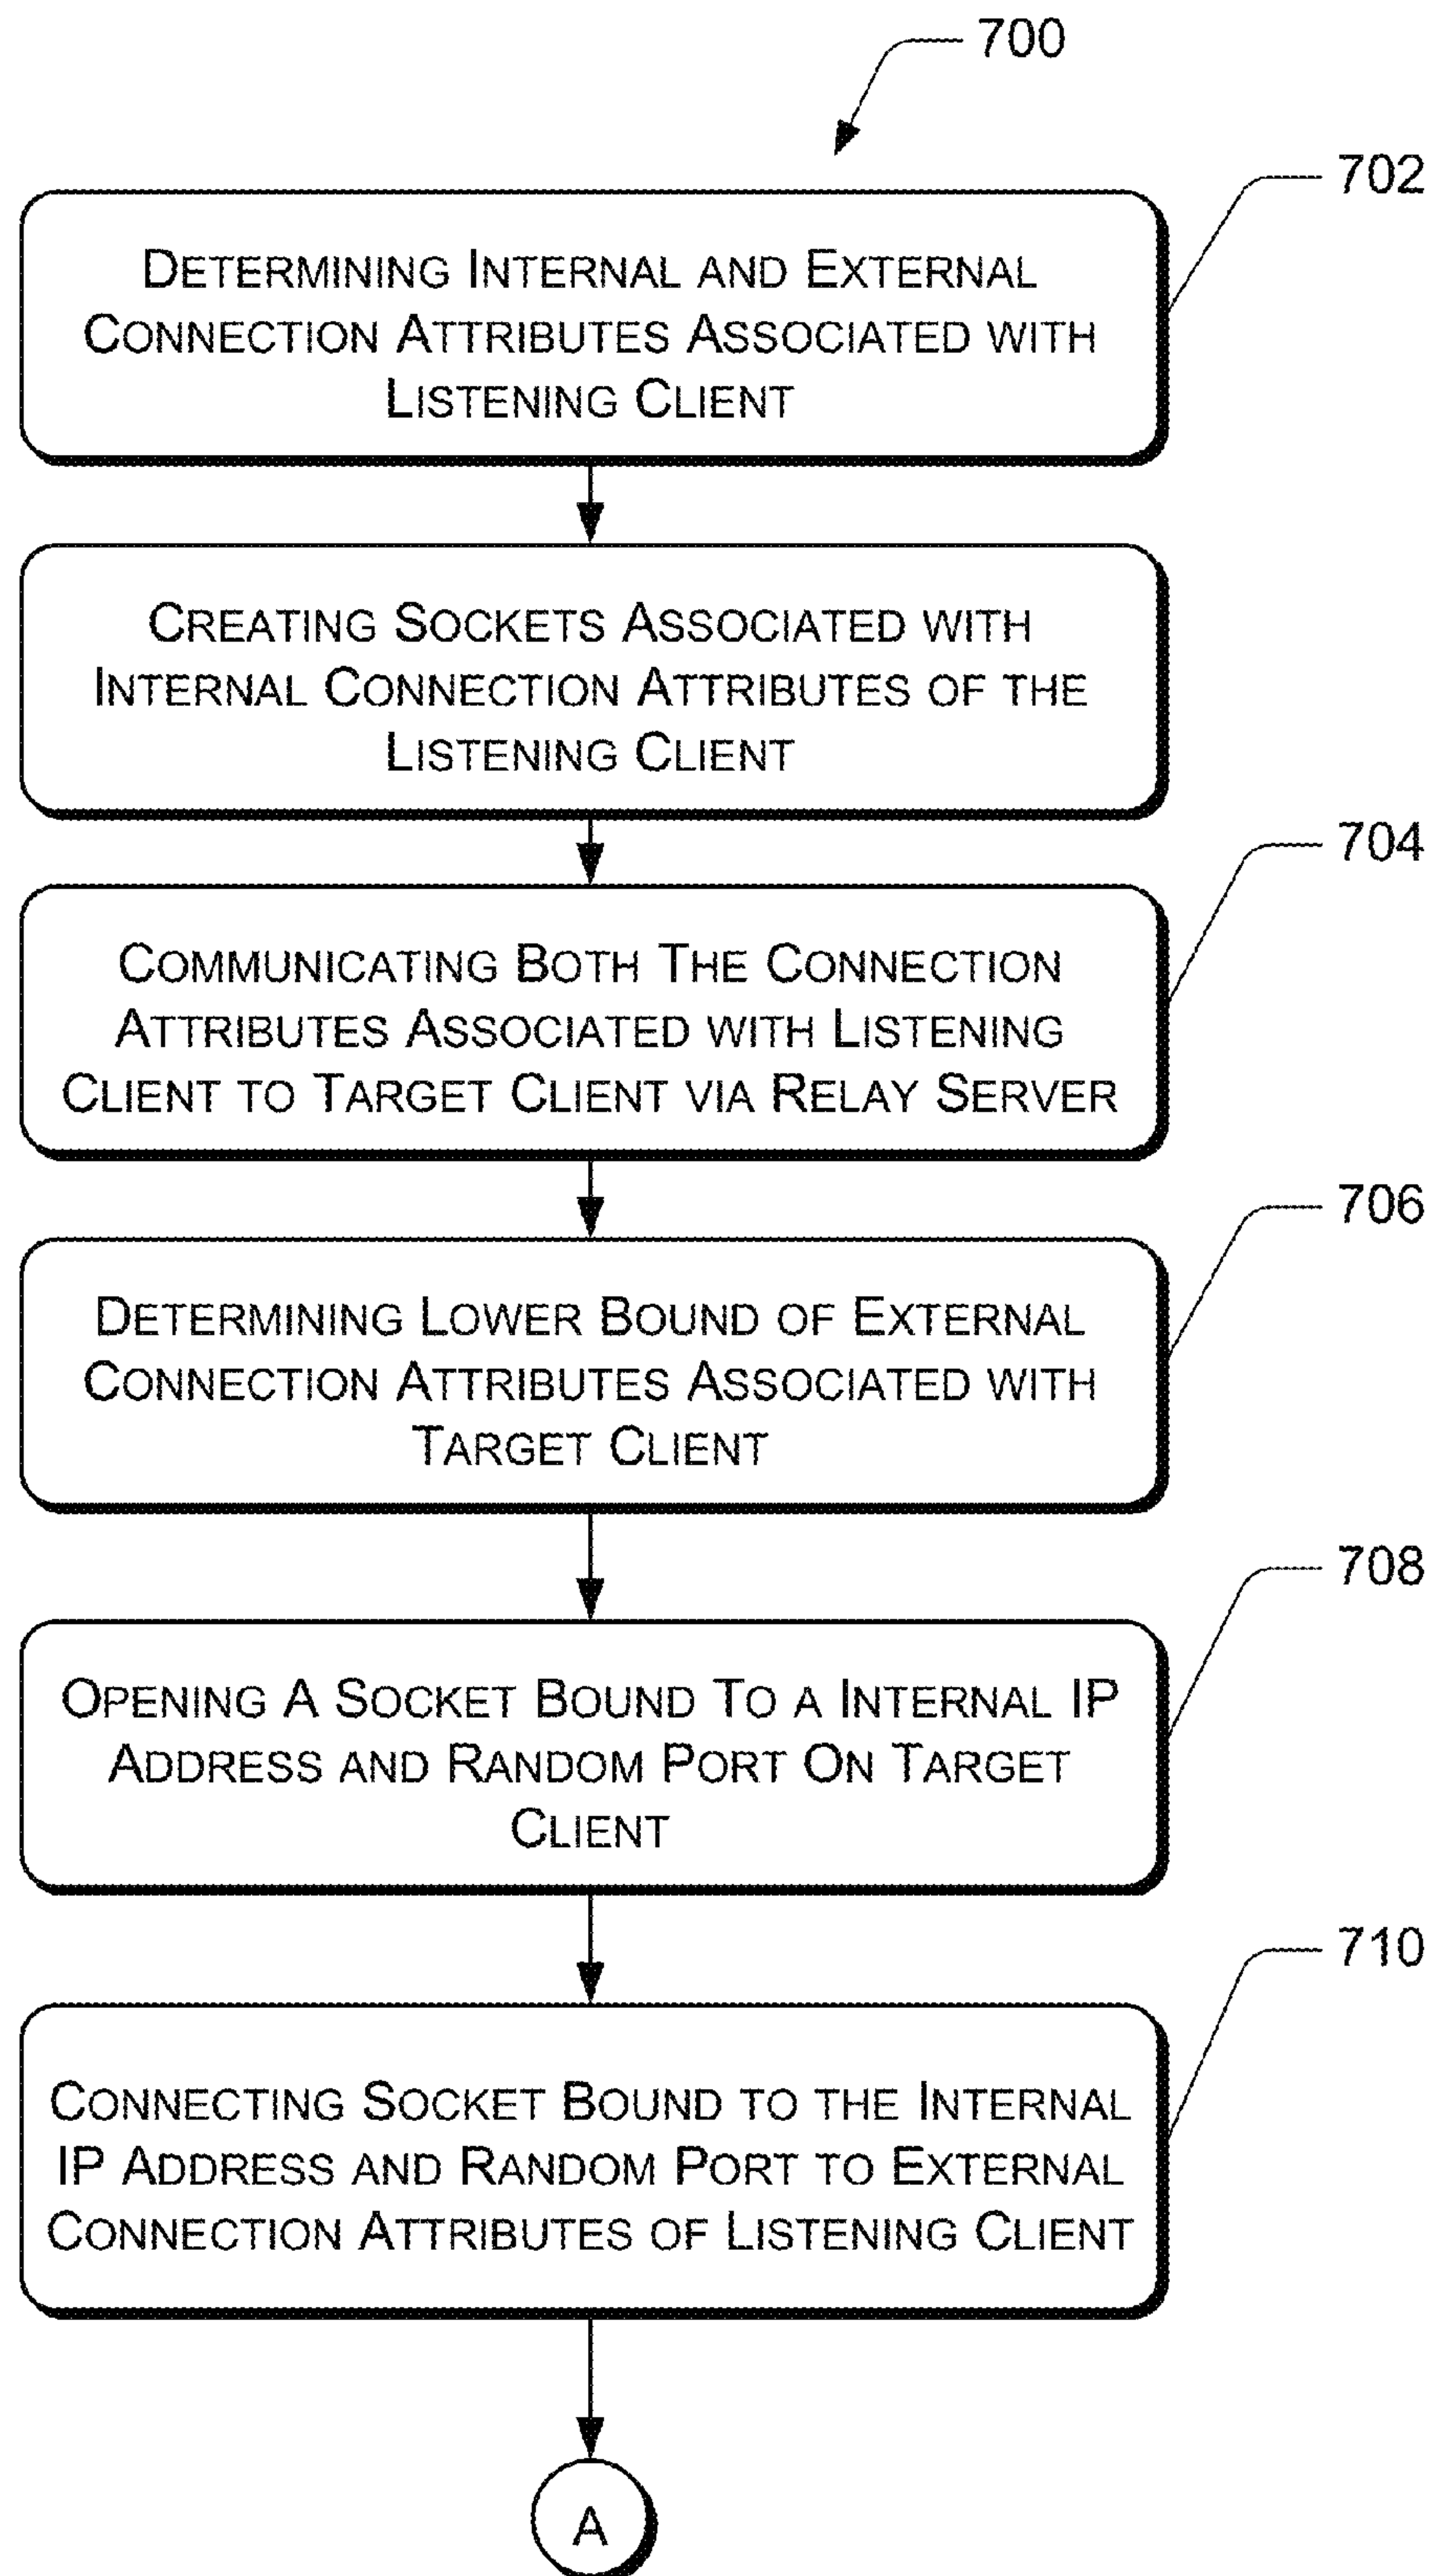 700
702
DETERMINING INTERNAL AND EXTERNAL
CONNECTION ATTRIBUTES ASSOCIATED WITH
LISTENING CLIENT
CREATING SOCKETS ASSOCIATED WITH
INTERNAL CONNECTION ATTRIBUTES OF THE
LISTENING CLIENT
704
COMMUNICATING BOTH THE CONNECTION
ATTRIBUTES ASSOCIATED WITH LISTENING
CLIENT TO TARGET CLIENT VIA RELAY SERVER
706
DETERMINING LOWER BOUND OF EXTERNAL
CONNECTION ATTRIBUTES ASSOCIATED WITH
TARGET CLIENT
708
OPENING A SOCKET BOUND TO A INTERNAL IP
ADDRESS AND RANDOM PORT ON TARGET
CLIENT
710
CONNECTING SOCKET BOUND TO THE INTERNAL
IP ADDRESS AND RANDOM PORT TO EXTERNAL
CONNECTION ATTRIBUTES OF LISTENING CLIENT
A